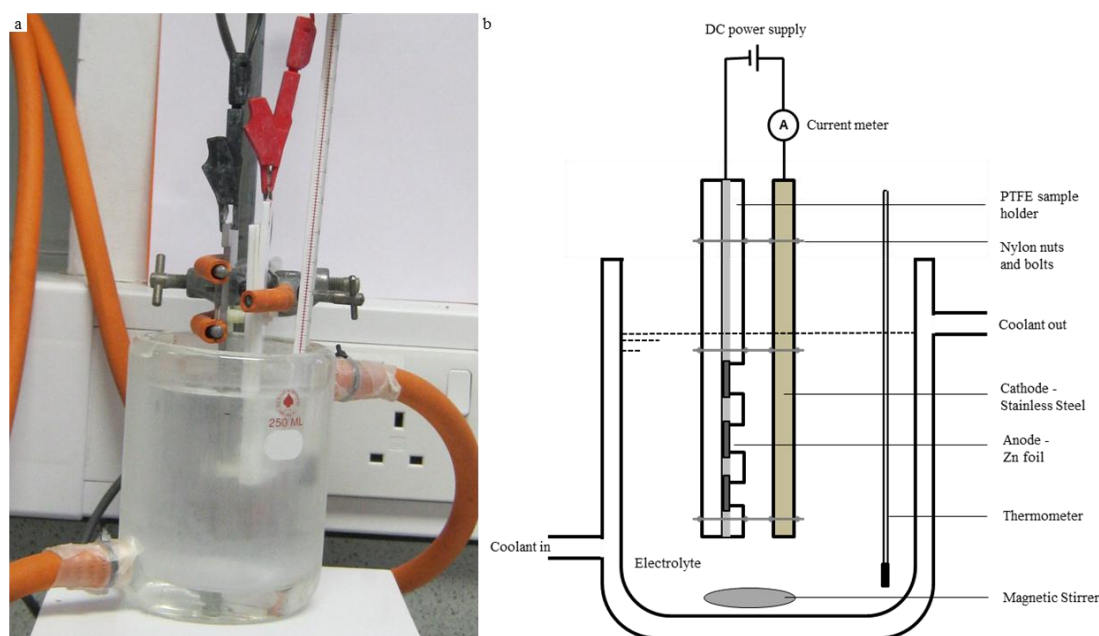 a
250 ML
b
DC power supply
A
Current meter
PTFE sample
holder
Nylon nuts
and bolts
Coolant out
Cathode -
Stainless Steel
Anode -
Zn foil
Thermometer
Coolant in
Electrolyte
Magnetic Stirrer